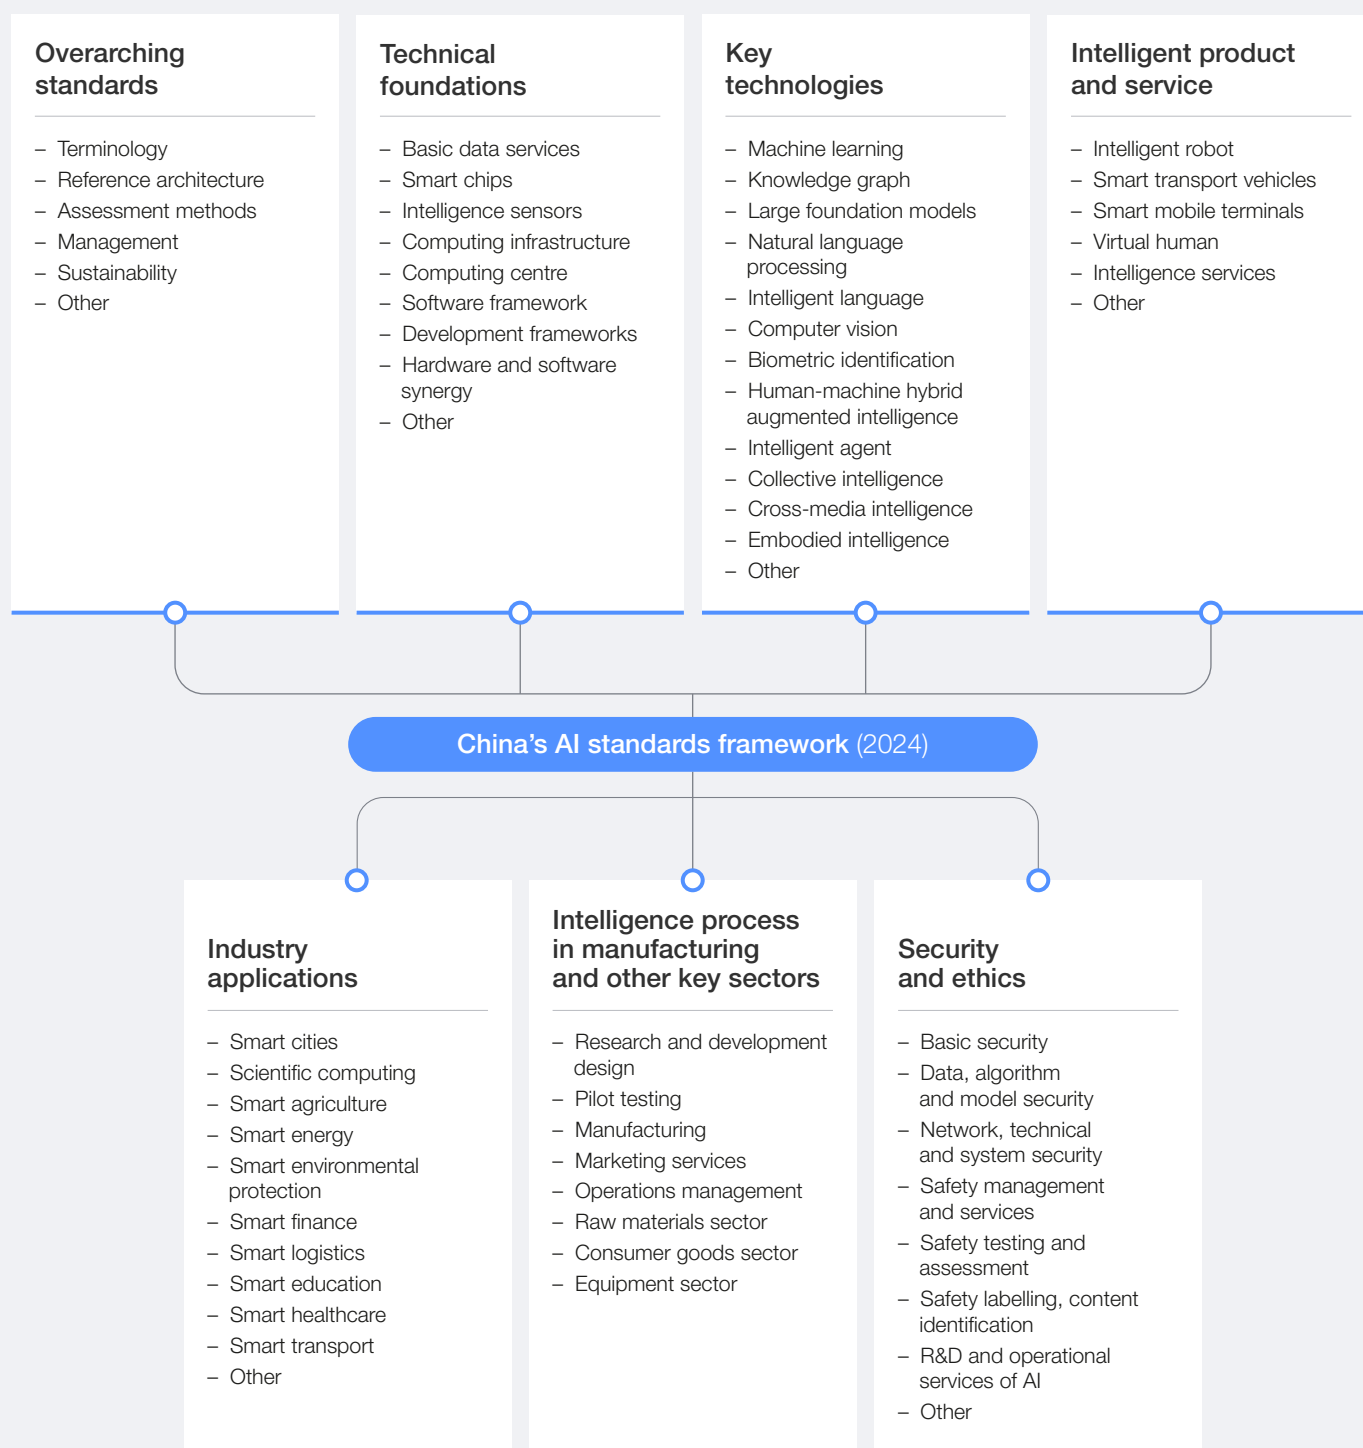 Overarching
standards
– Terminology
– Reference architecture
– Assessment methods
– Management
– Sustainability
– Other
Technical
foundations
– Basic data services
– Smart chips
– Intelligence sensors
– Computing infrastructure
– Computing centre
– Software framework
– Development frameworks
– Hardware and software
synergy
– Other
Key
technologies
– Machine learning
– Knowledge graph
– Large foundation models
– Natural language
processing
– Intelligent language
– Computer vision
– Biometric identification
– Human-machine hybrid
augmented intelligence
– Intelligent agent
– Collective intelligence
– Cross-media intelligence
– Embodied intelligence
– Other
Intelligent product
and service
– Intelligent robot
– Smart transport vehicles
– Smart mobile terminals
– Virtual human
– Intelligence services
– Other
China’s AI standards framework (2024)
Industry
applications
– Smart cities
– Scientific computing
– Smart agriculture
– Smart energy
– Smart environmental
protection
– Smart finance
– Smart logistics
– Smart education
– Smart healthcare
– Smart transport
– Other
Intelligence process
in manufacturing
and other key sectors
– Research and development
design
– Pilot testing
– Manufacturing
– Marketing services
– Operations management
– Raw materials sector
– Consumer goods sector
– Equipment sector
Security
and ethics
– Basic security
– Data, algorithm
and model security
– Network, technical
and system security
– Safety management
and services
– Safety testing and
assessment
– Safety labelling, content
identification
– R&D and operational
services of AI
– Other